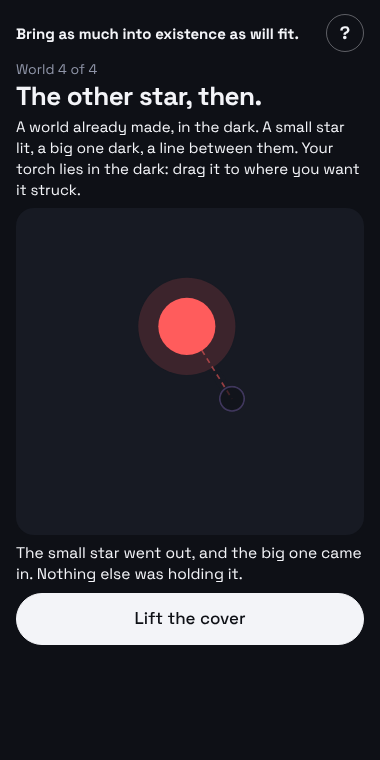 Bring as much into existence as will fit.
?
World 4 of 4
The other star, then.
A world already made, in the dark. A small star
lit, a big one dark, a line between them. Your
torch lies in the dark: drag it to where you want
it struck.
The small star went out, and the big one came
in. Nothing else was holding it.
Lift the cover